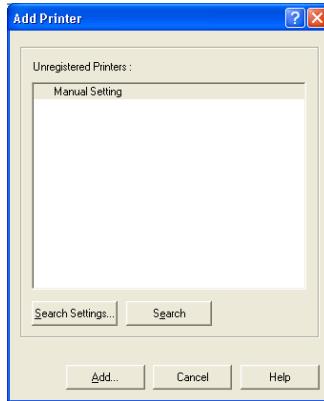 Add Printer
Unregistered Printers :
Manual Setting
Search Settings... Search
Add... Cancel Help